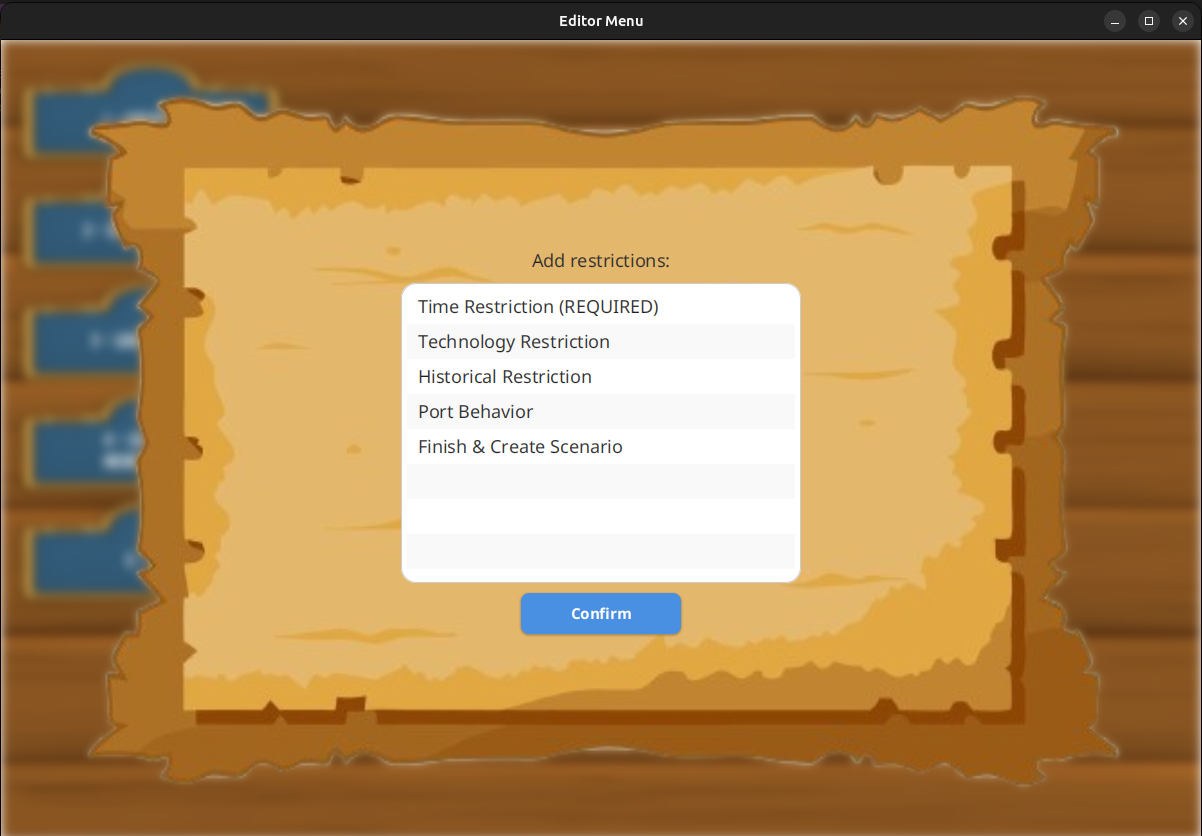 Editor Menu
Add restrictions:
Time Restriction (REQUIRED)
Technology Restriction
Historical Restriction
Port Behavior
Finish & Create Scenario
Confirm